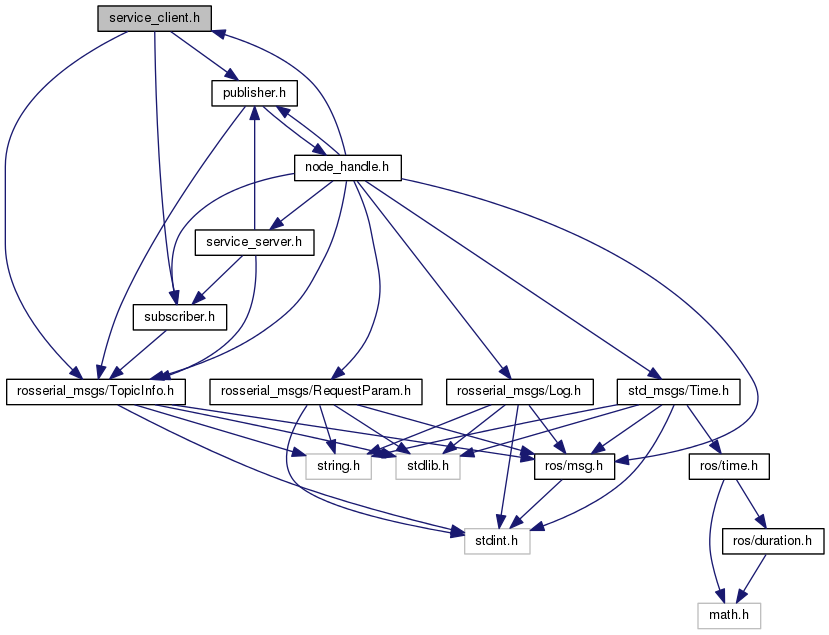 service_client.h
publisher.h
node_handle.h
service_server.h
subscriber.h
rosserial_msgs/TopicInfo.h
rosserial_msgs/RequestParam.h
rosserial_msgs/Log.h
std_msgs/Time.h
string.h
stdlib.h
ros/msg.h
ros/time.h
stdint.h
ros/duration.h
math.h